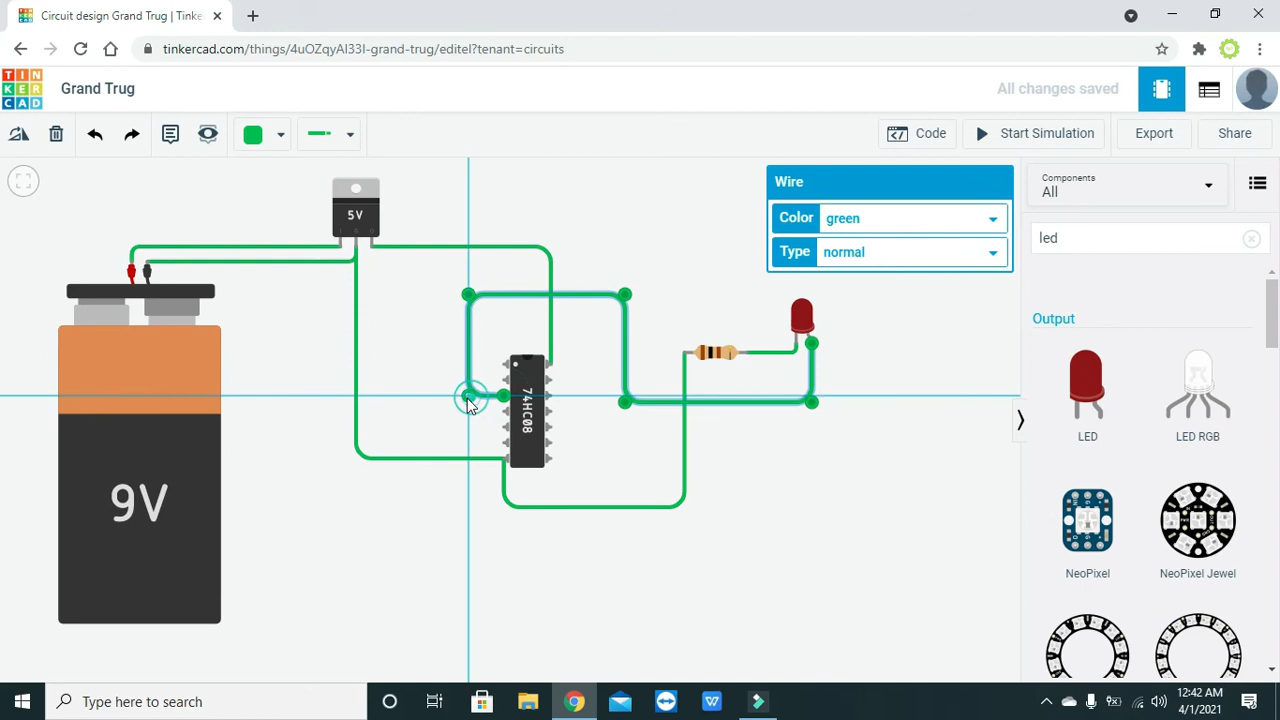 Circuit design Grand Trug | Tinke
tinkercad.com/things/4uOZqyAl33I-grand-trug/editel?tenant=circuits
TIN
KER
CAD
Grand Trug
All changes saved
Code
Start Simulation
Export
Share
5V
Wire
Color
green
Type
normal
Components
All
led
Output
LED
LED RGB
NeoPixel
NeoPixel Jewel
74HC08
9V
Type here to search
12:42 AM
4/1/2021